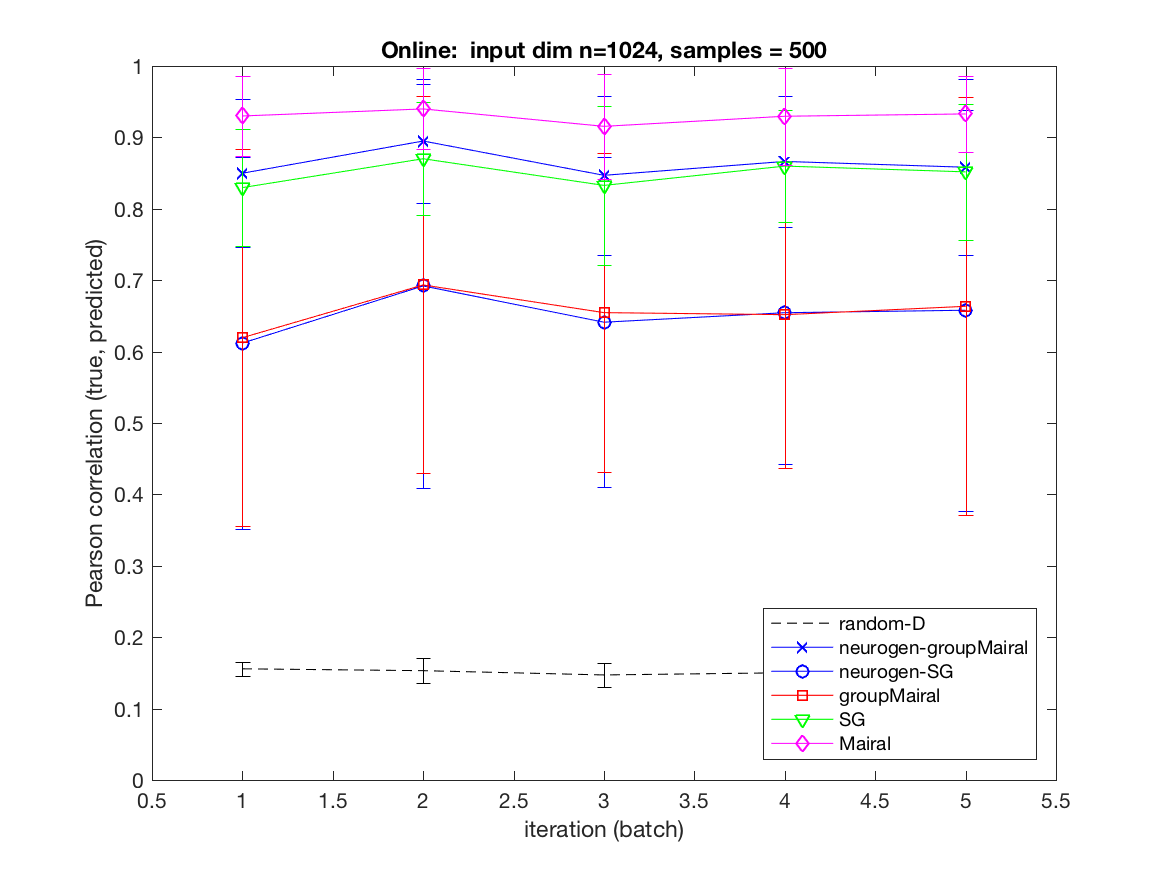 Online:  input dim n=1024, samples = 500
Pearson correlation (true, predicted)
1
0.9
0.8
0.7
0.6
0.5
0.4
0.3
0.2
0.1
0
random-D
neurogen-groupMairal
neurogen-SG
groupMairal
SG
Mairal
0.5 1 1.5 2 2.5 3 3.5 4 4.5 5 5.5
iteration (batch)